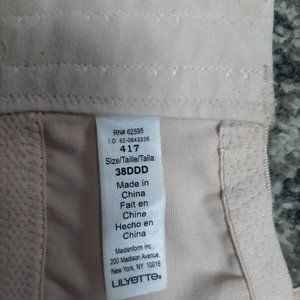 RN# 62595
I.D 62-0643336
417
Size/Taille/Talla:
38DDD
Made in
China
Fait en
Chine
Hecho en
China
Maidenform Inc.
200 Madison Avenue,
New York, NY 10016
LILYETTE®